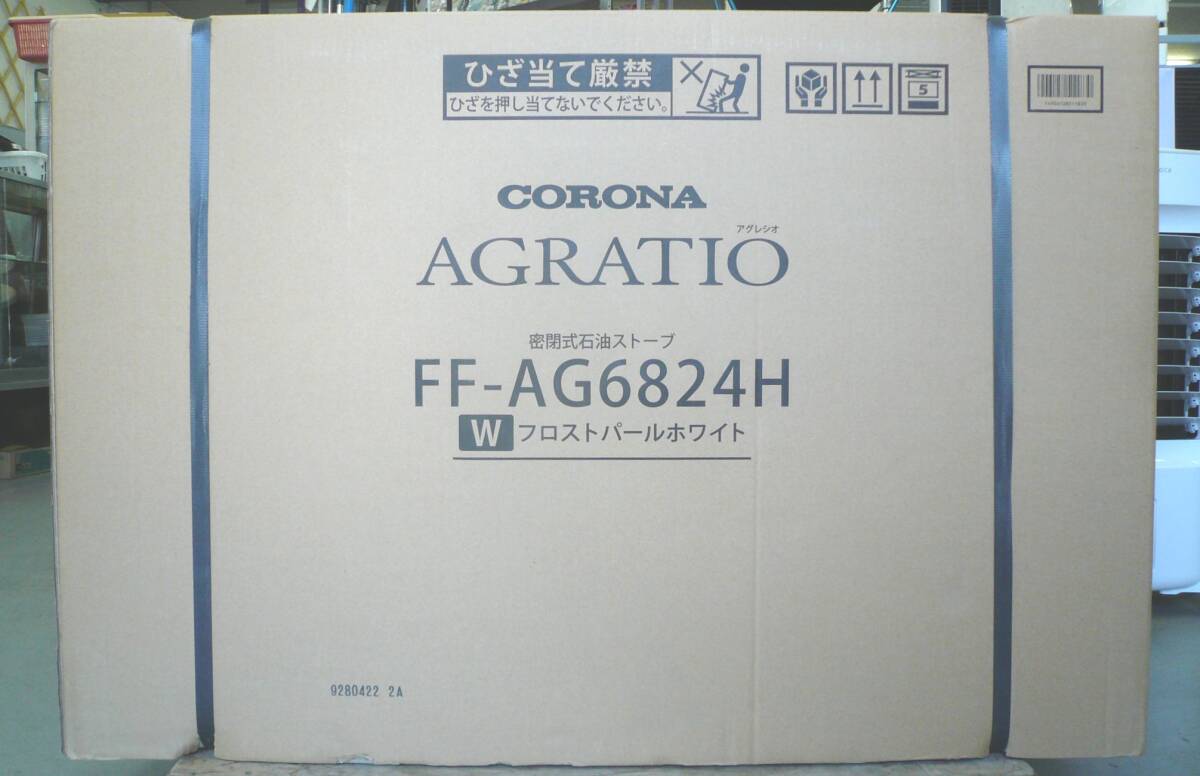 ひざ当て厳禁
ひざを押し当てないでください。
5
CORONA
アグレシオ
AGRATIO
密閉式石油ストーブ
FF-AG6824H
W フロストパールホワイト
9280422 2A